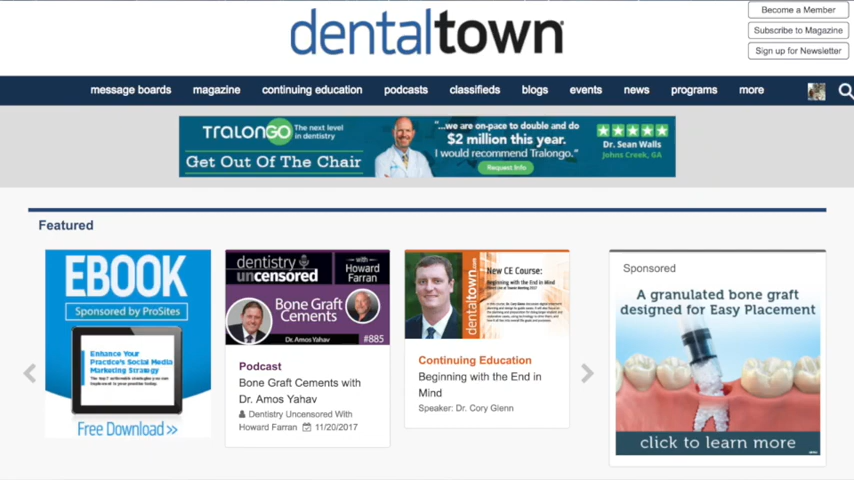 dentaltown
Become a Member
Subscribe to Magazine
Sign up for Newsletter
message boards magazine continuing education podcasts classifieds blogs events news programs more
TRALONGO The next level
in dentistry
Get Out Of The Chair
"...we are on-pace to double and do
$2 million this year.
I would recommend Tralongo."
Request Info
Dr. Sean Walls
Johns Creek, GA
Featured
EBOOK
Sponsored by ProSites
Enhance Your
Practice's Social Media
Marketing Strategy
Free Download>>
dentistry
uncensored
with
Howard
Farran
Bone Graft
Cements
Dr. Amos Yahav
#885
Podcast
Bone Graft Cements with
Dr. Amos Yahav
Dentistry Uncensored With
Howard Farran 11/20/2017
dentaltown.com
New CE Course:
Beginning with the End in Mind
Continuing Education
Beginning with the End in
Mind
Speaker: Dr. Cory Glenn
Sponsored
A granulated bone graft
designed for Easy Placement
click to learn more